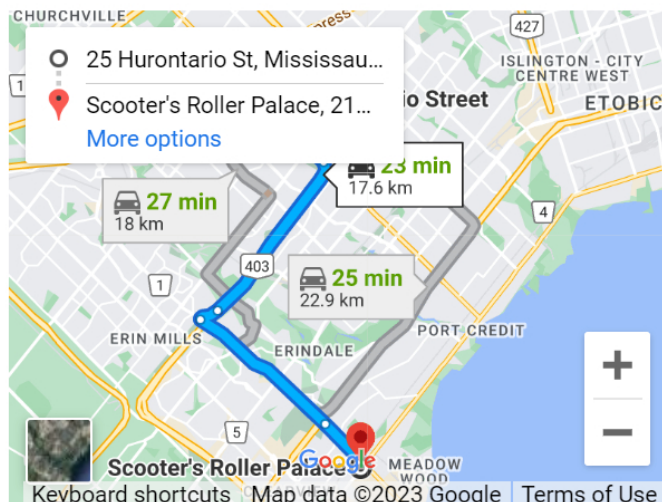 CHURCHVILLE
427
25 Hurontario St, Mississau...
ISLINGTON - CITY
CENTRE WEST
1
Scooter's Roller Palace, 21...
io Street
ETOBIC
More options
23 min
17.6 km
27 min
18 km
4
403
25 min
22.9 km
1
PORT CREDIT
ERIN MILLS
ERINDALE
+
−
5
Google
Scooter's Roller Palace
MEADOW
WOOD
Keyboard shortcuts
Map data ©2023 Google
Terms of Use